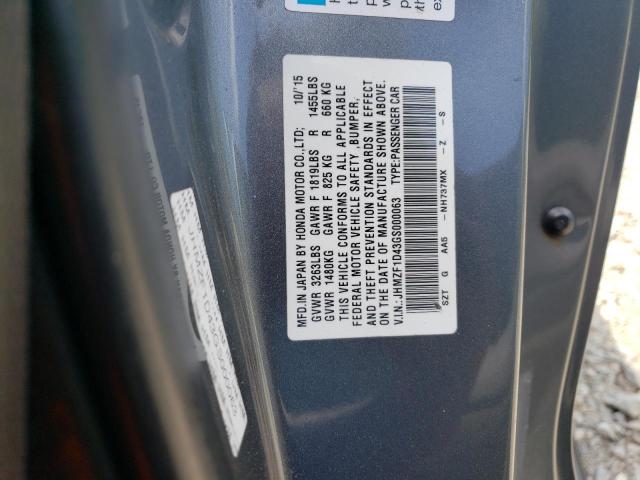 MFD.IN JAPAN BY HONDA MOTOR CO.,LTD; 10/'15
GVWR 3263LBS GAWR F 1819LBS R 1455LBS
GVWR 1480KG GAWR F 825 KG R 660 KG
THIS VEHICLE CONFORMS TO ALL APPLICABLE
FEDERAL MOTOR VEHICLE SAFETY ,BUMPER,
AND THEFT PREVENTION STANDARDS IN EFFECT
ON THE DATE OF MANUFACTURE SHOWN ABOVE.
V.I.N.: JHMZF1D43GS000063 TYPE:PASSENGER CAR
SZT G AA5 -NH737MX -Z -S